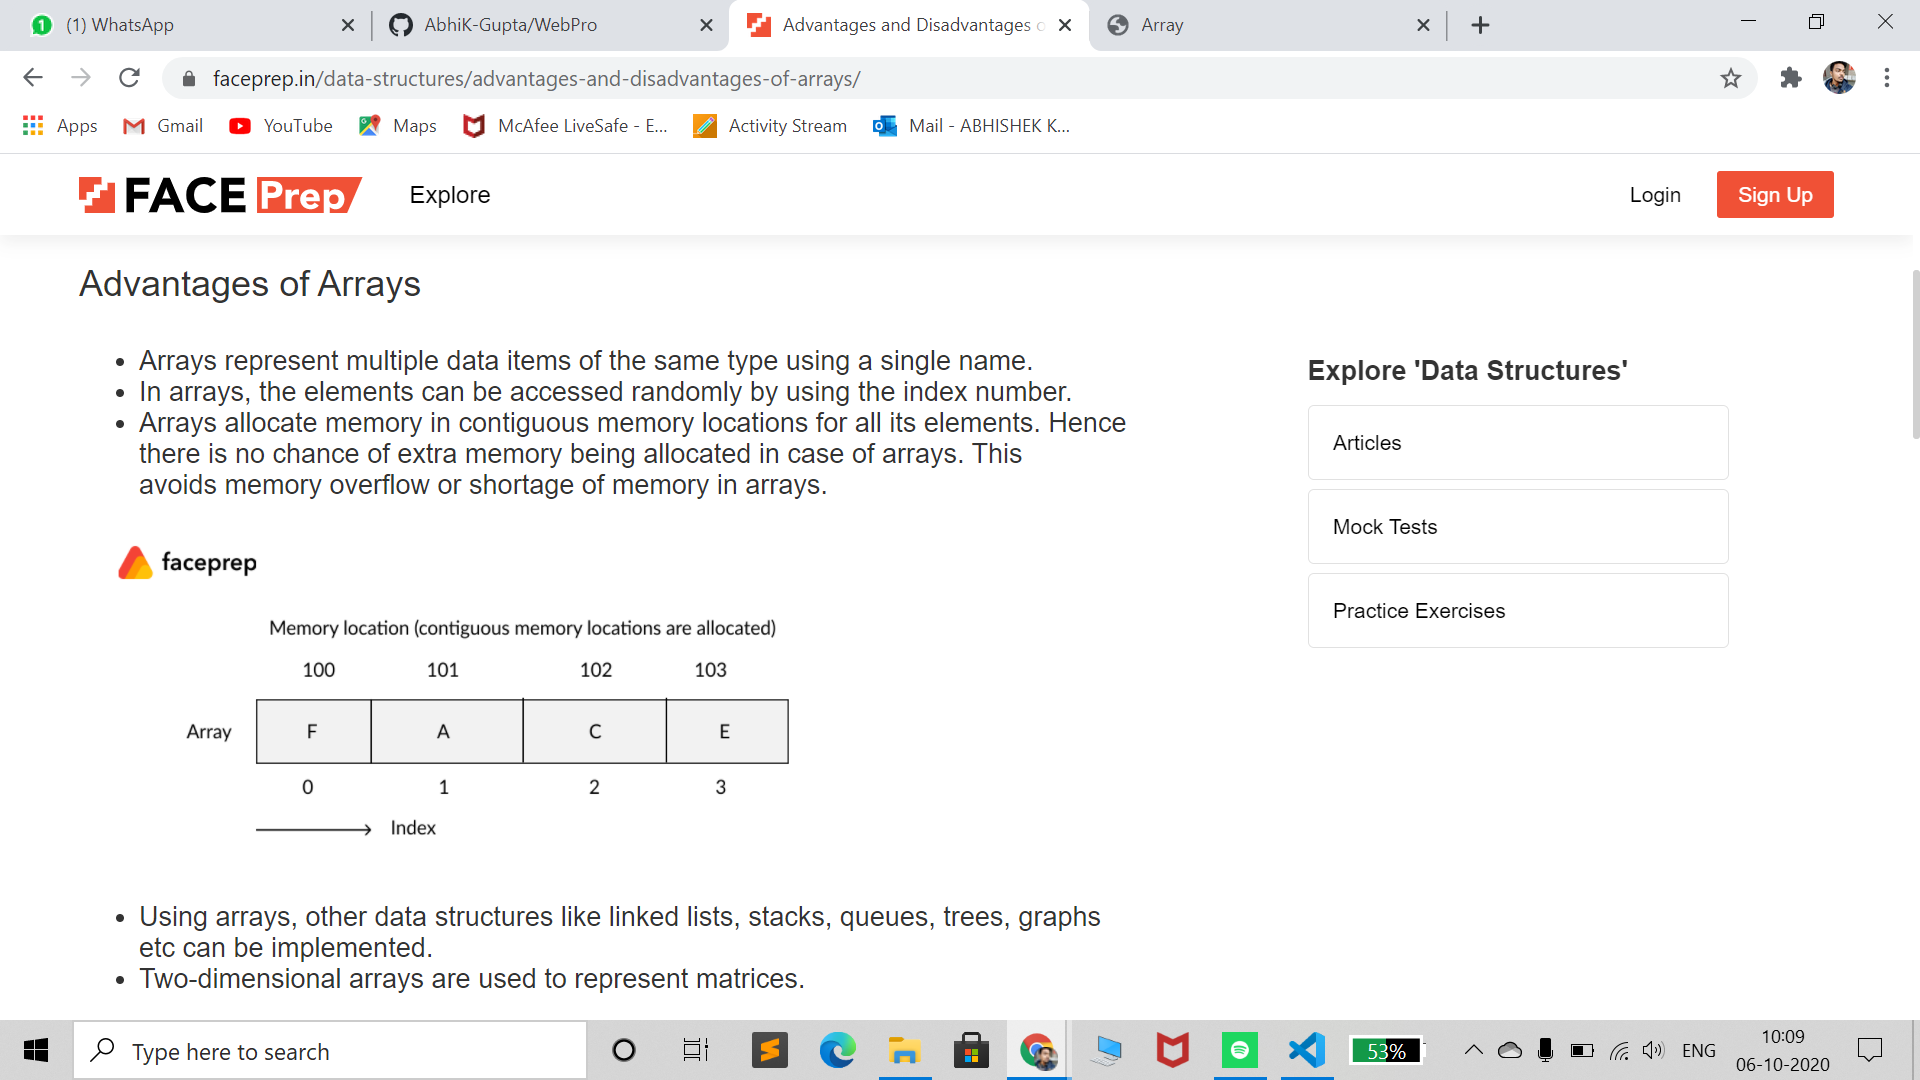 (1) WhatsApp
AbhiK-Gupta/WebPro
Advantages and Disadvantages o
Array
faceprep.in/data-structures/advantages-and-disadvantages-of-arrays/
Apps
Gmail
YouTube
Maps
McAfee LiveSafe - E...
Activity Stream
Mail - ABHISHEK K...
FACE Prep
Explore
Login
Sign Up
Advantages of Arrays
Arrays represent multiple data items of the same type using a single name.
In arrays, the elements can be accessed randomly by using the index number.
Arrays allocate memory in contiguous memory locations for all its elements. Hence
there is no chance of extra memory being allocated in case of arrays. This
avoids memory overflow or shortage of memory in arrays.
faceprep
Memory location (contiguous memory locations are allocated)
100 101 102 103
Array F A C E
0 1 2 3
Index
Using arrays, other data structures like linked lists, stacks, queues, trees, graphs
etc can be implemented.
Two-dimensional arrays are used to represent matrices.
Explore 'Data Structures'
Articles
Mock Tests
Practice Exercises
Type here to search
53%
ENG
10:09
06-10-2020